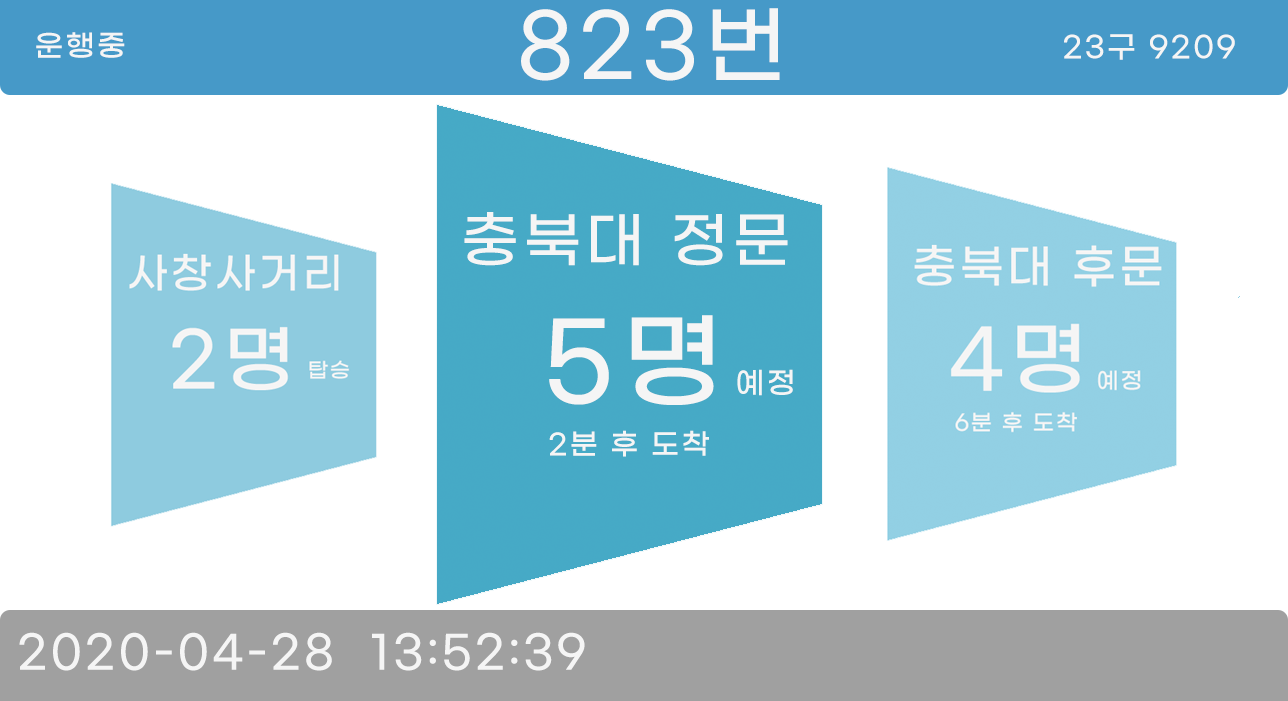 운행중
823번
23구 9209
사창사거리
2명 탑승
충북대 정문
5명 예정
2분 후 도착
충북대 후문
4명 예정
6분 후 도착
2020-04-28 13:52:39